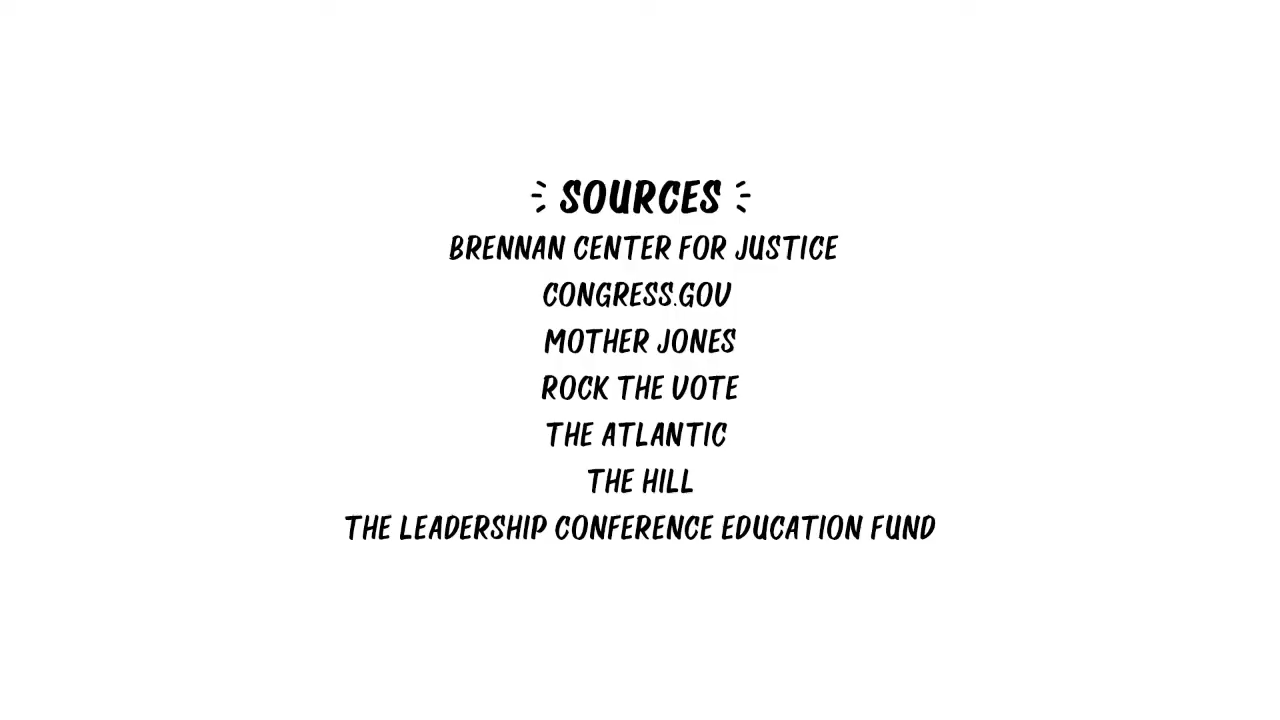 SOURCES
BRENNAN CENTER FOR JUSTICE
CONGRESS.GOV
MOTHER JONES
ROCK THE VOTE
THE ATLANTIC
THE HILL
THE LEADERSHIP CONFERENCE EDUCATION FUND